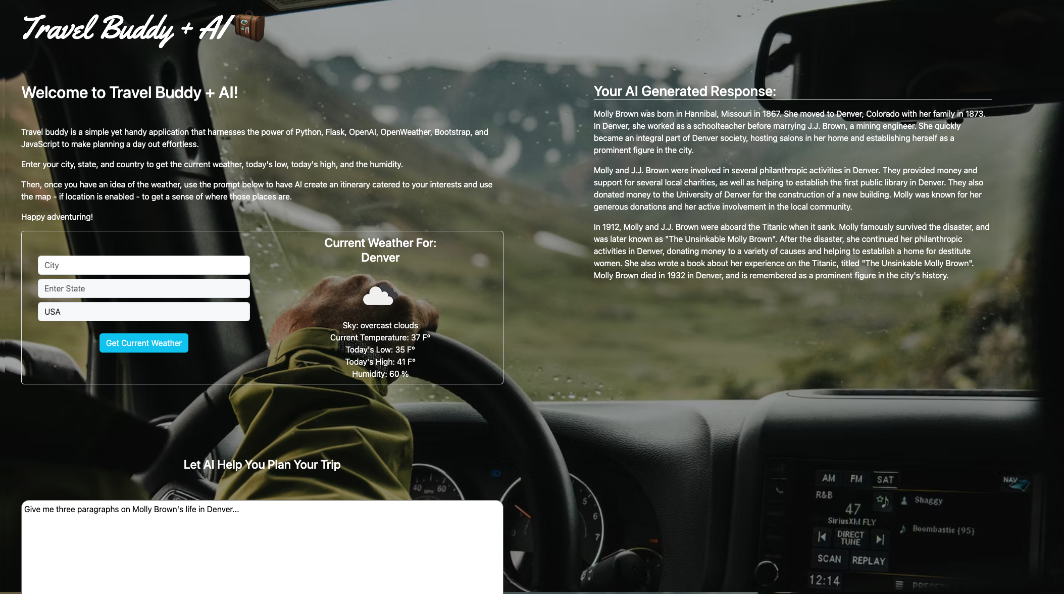 Travel Buddy + AI
Welcome to Travel Buddy + AI!
Travel buddy is a simple yet handy application that harnesses the power of Python, Flask, OpenAI, OpenWeather, Bootstrap, and
JavaScript to make planning a day out effortless.
Enter your city, state, and country to get the current weather, today's low, today's high, and the humidity.
Then, once you have an idea of the weather, use the prompt below to have AI create an itinerary catered to your interests and use
the map - if location is enabled - to get a sense of where those places are.
Happy adventuring!
City
Enter State
USA
Get Current Weather
Current Weather For:
Denver
Sky: overcast clouds
Current Temperature: 37 F°
Today's Low: 35 F°
Today's High: 41 F°
Humidity: 60 %
Let AI Help You Plan Your Trip
Give me three paragraphs on Molly Brown's life in Denver...
Your AI Generated Response:
Molly Brown was born in Hannibal, Missouri in 1867. She moved to Denver, Colorado with her family in 1873.
In Denver, she worked as a schoolteacher before marrying J.J. Brown, a mining engineer. She quickly
became an integral part of Denver society, hosting salons in her home and establishing herself as a
prominent figure in the city.
Molly and J.J. Brown were involved in several philanthropic activities in Denver. They provided money and
support for several local charities, as well as helping to establish the first public library in Denver. They also
donated money to the University of Denver for the construction of a new building. Molly was known for her
generous donations and her active involvement in the local community.
In 1912, Molly and J.J. Brown were aboard the Titanic when it sank. Molly famously survived the disaster, and
was later known as "The Unsinkable Molly Brown". After the disaster, she continued her philanthropic
activities in Denver, donating money to a variety of causes and helping to establish a home for destitute
women. She also wrote a book about her experience on the Titanic, titled "The Unsinkable Molly Brown".
Molly Brown died in 1932 in Denver, and is remembered as a prominent figure in the city's history.
AM FM SAT
NAV
R&B
47
SiriusXM FLY
Shaggy
Boombastic (95)
DIRECT
TUNE
SCAN REPLAY
12:14
40 60
5
6
7